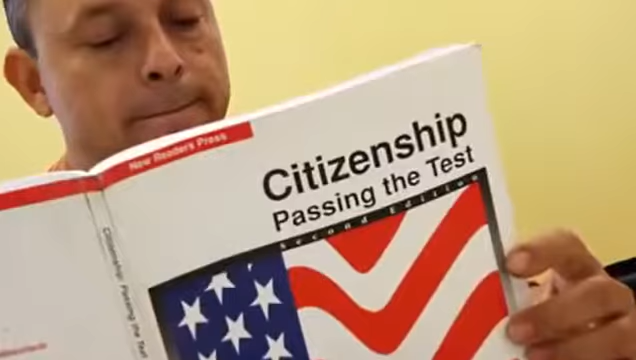 New Readers Press
Citizenship
Passing the Test
Second Edition
Citizenship: Passing the Test